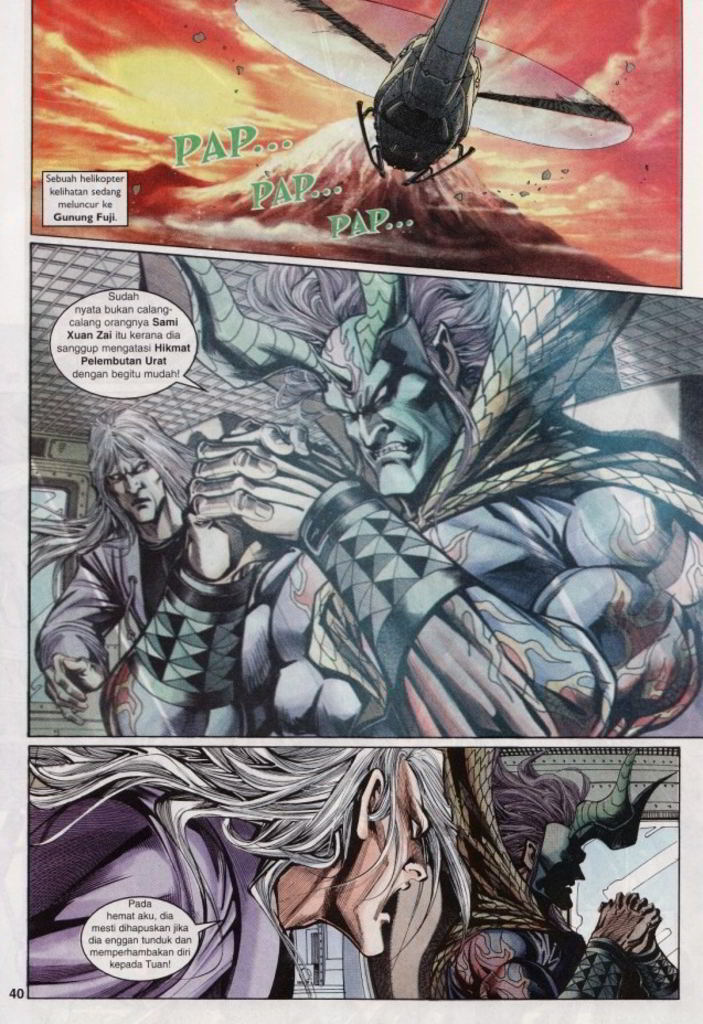 PAP...
PAP...
PAP...
Sebuah helikopter
kelihatan sedang
meluncur ke
Gunung Fuji.
Sudah
nyata bukan calang-
calang orangnya Sami
Xuan Zai itu kerana dia
sanggup mengatasi Hikmat
Pelembutan Urat
dengan begitu mudah!
Pada
hemat aku, dia
mesti dihapuskan jika
dia enggan tunduk dan
memperhambakan diri
kepada Tuan!
40